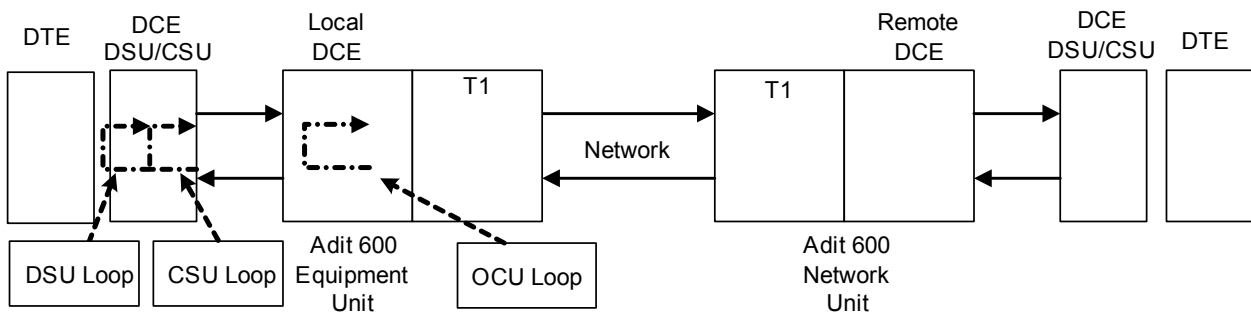 DTE
DCE
DSU/CSU
Local
DCE
T1
Network
T1
Remote
DCE
DCE
DSU/CSU
DTE
DSU Loop
CSU Loop
Adit 600
Equipment
Unit
OCU Loop
Adit 600
Network
Unit